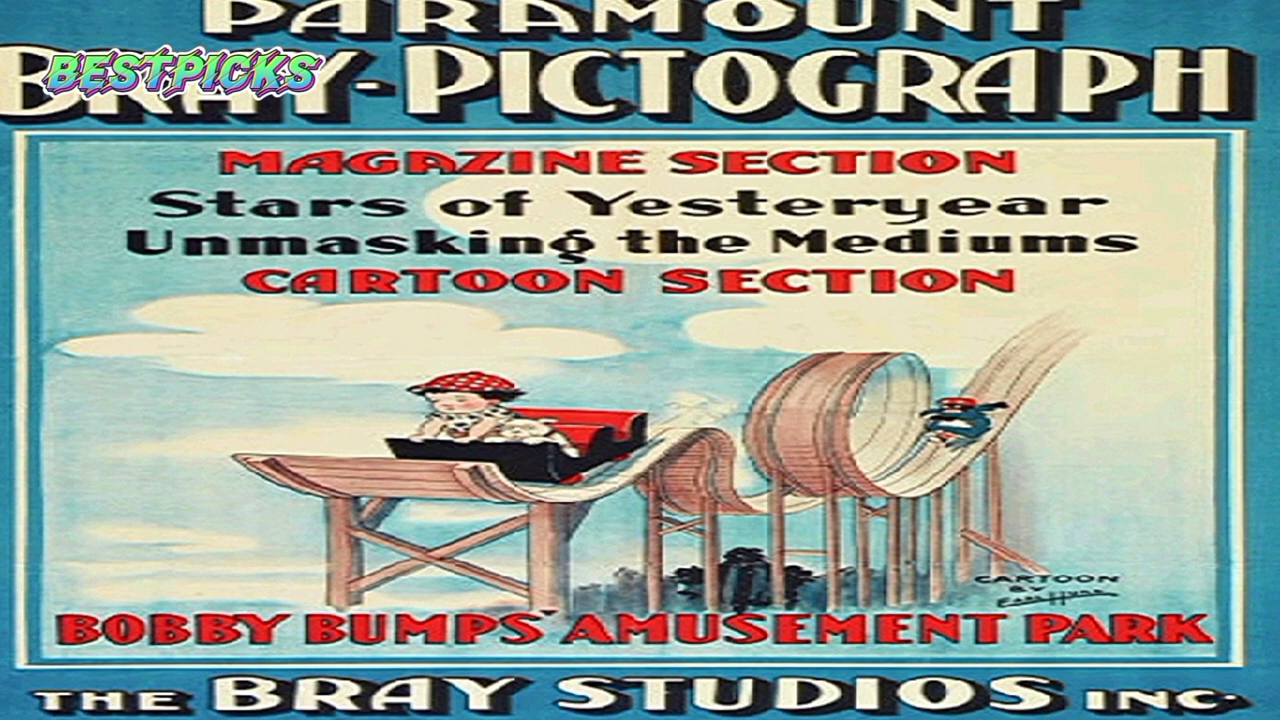 PARAMOUNT
BRAY-PICTOGRAPH
BESTPICKS
MAGAZINE SECTION
Stars of Yesteryear
Unmasking the Mediums
CARTOON SECTION
CARTOON
BY
BOBBY BUMPS' AMUSEMENT PARK
THE BRAY STUDIOS INC.